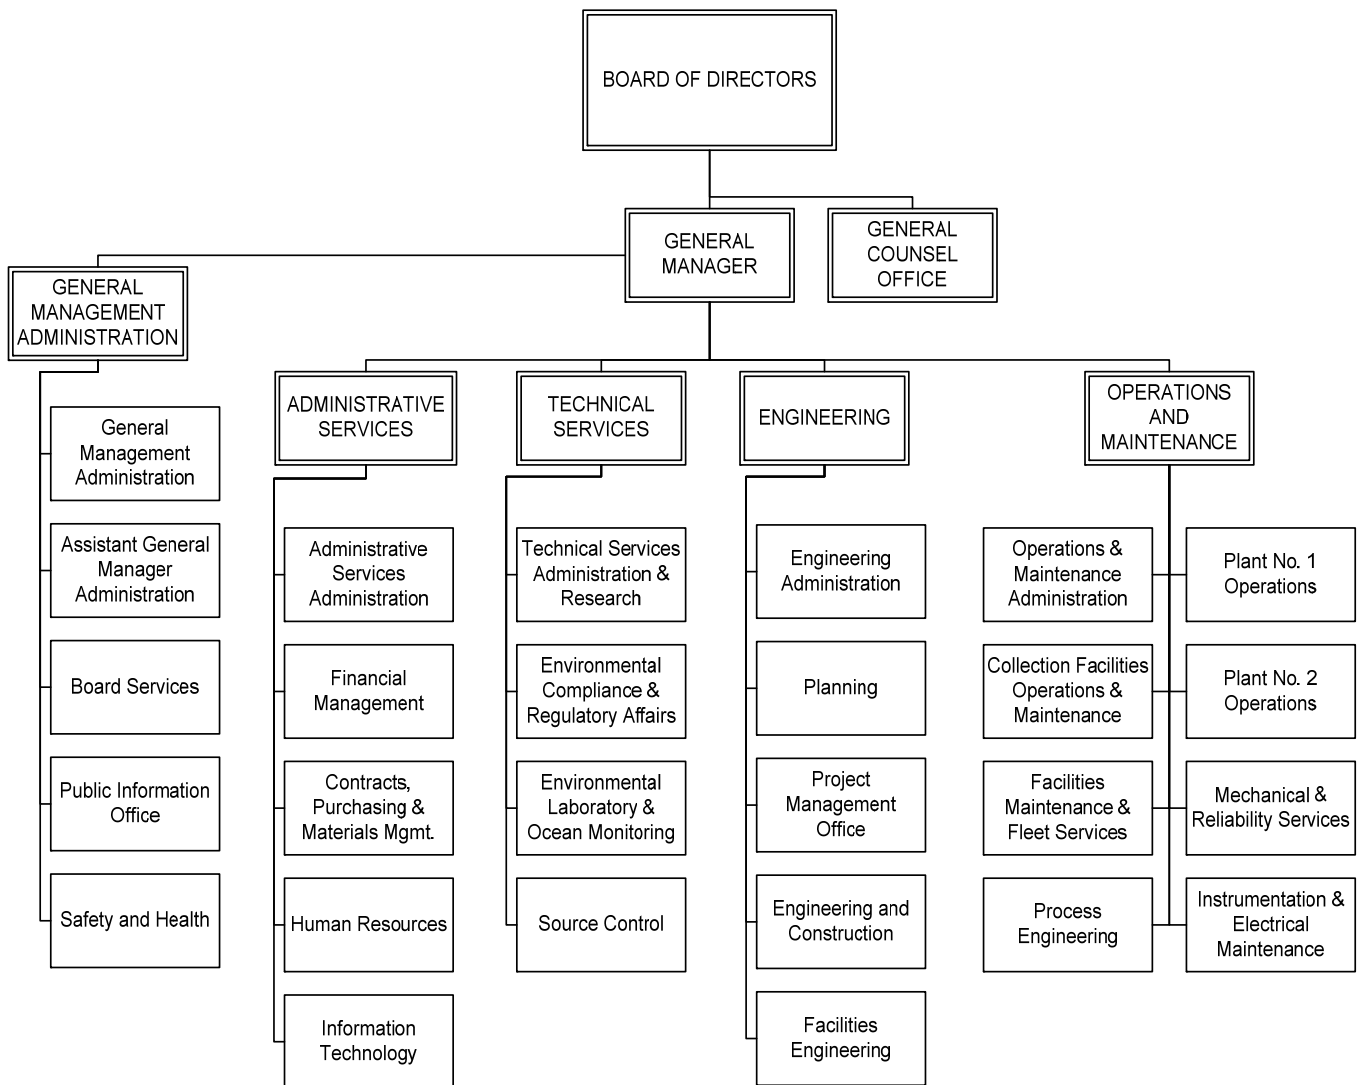 BOARD OF DIRECTORS
GENERAL
MANAGER
GENERAL
COUNSEL
OFFICE
GENERAL
MANAGEMENT
ADMINISTRATION
General
Management
Administration
Assistant General
Manager
Administration
Board Services
Public Information
Office
Safety and Health
ADMINISTRATIVE
SERVICES
Administrative
Services
Administration
Financial
Management
Contracts,
Purchasing &
Materials Mgmt.
Human Resources
Information
Technology
TECHNICAL
SERVICES
Technical Services
Administration &
Research
Environmental
Compliance &
Regulatory Affairs
Environmental
Laboratory &
Ocean Monitoring
Source Control
ENGINEERING
Engineering
Administration
Planning
Project
Management
Office
Engineering and
Construction
Facilities
Engineering
OPERATIONS
AND
MAINTENANCE
Operations &
Maintenance
Administration
Plant No. 1
Operations
Collection Facilities
Operations &
Maintenance
Plant No. 2
Operations
Facilities
Maintenance &
Fleet Services
Mechanical &
Reliability Services
Process
Engineering
Instrumentation &
Electrical
Maintenance